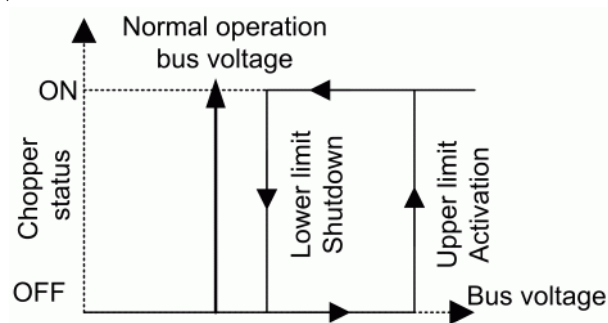 Normal operation
bus voltage
ON
Chopper
status
Lower limit
Shutdown
Upper limit
Activation
OFF
Bus voltage